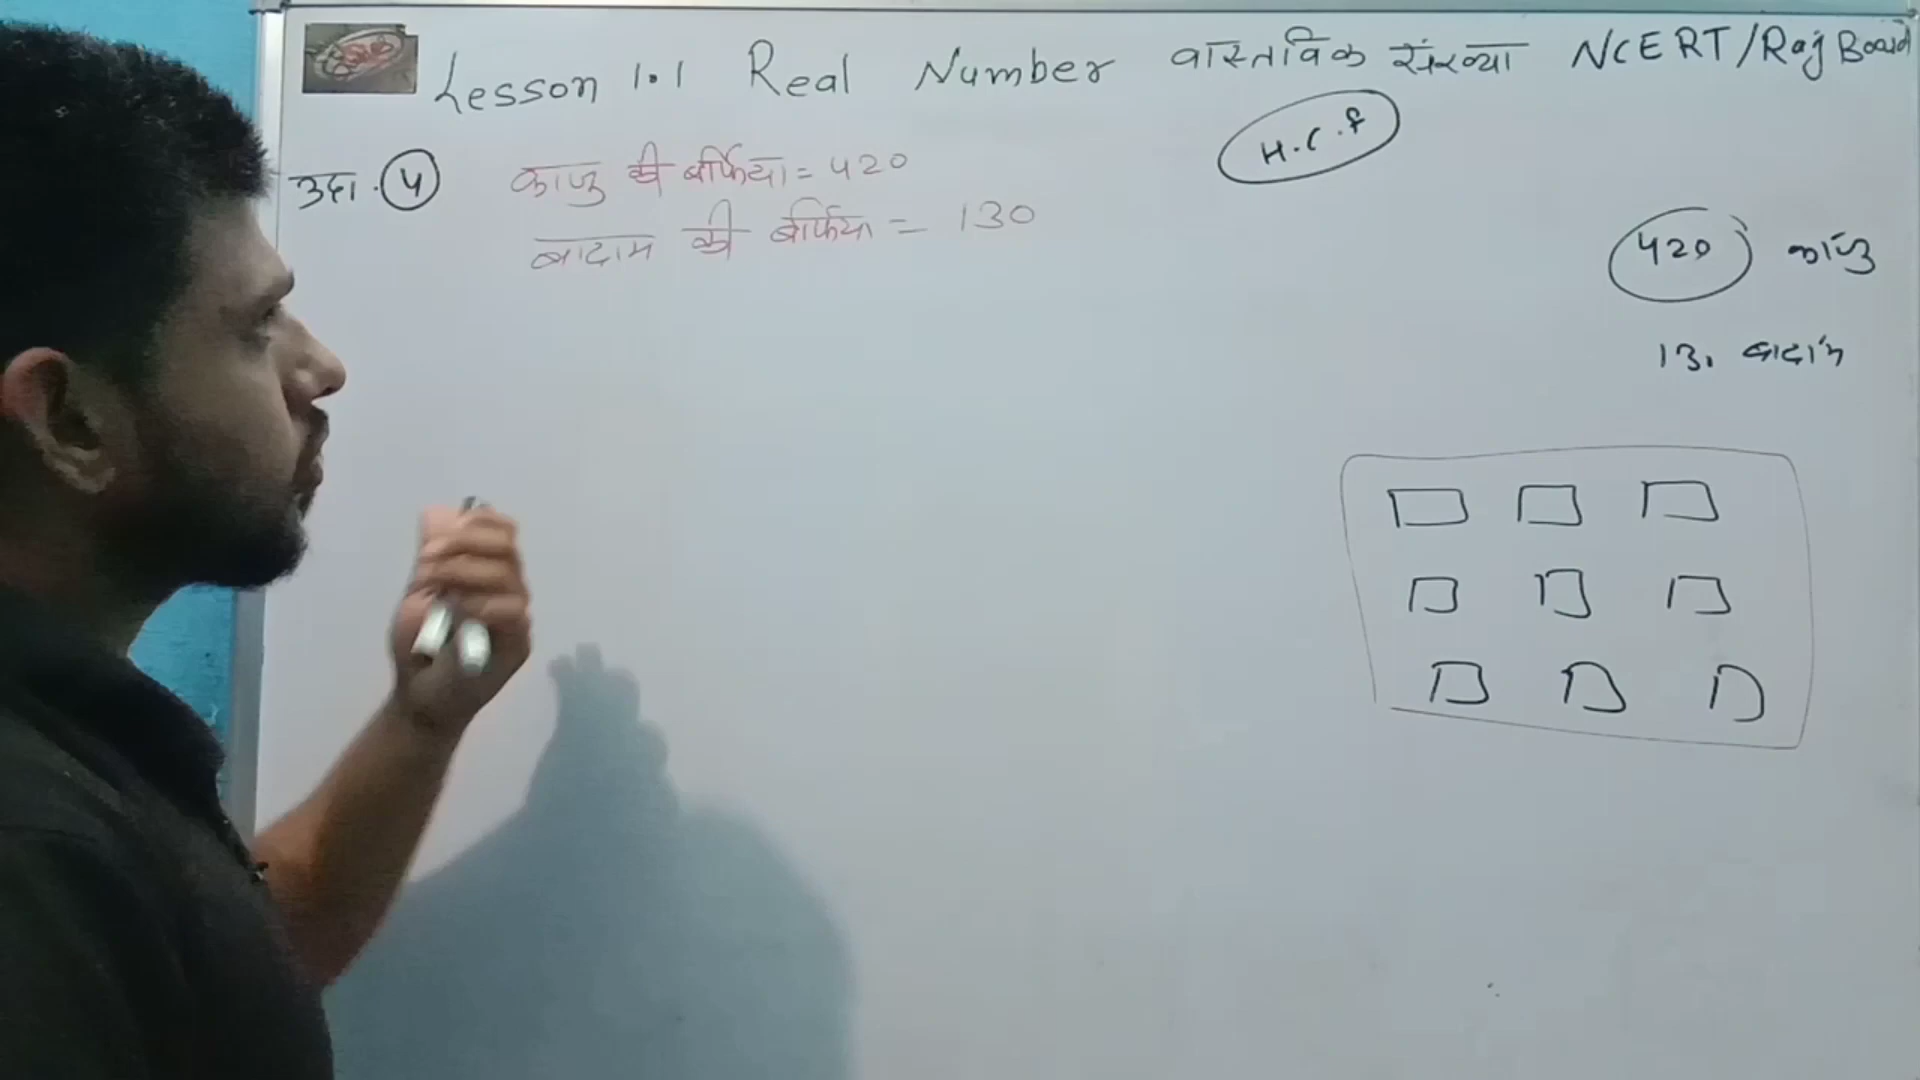 Lesson 1.1 Real Number वास्तविक संख्या NCERT/Raj Board
H.C.F
उदा. 4
काजु की बर्फिया = 420
बादाम की बर्फिया = 130
420 काजु
130 बादाम